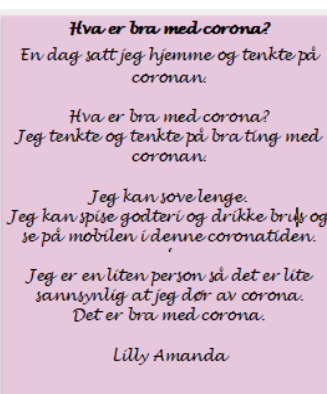 Hva er bra med corona?
En dag satt jeg hjemme og tenkte på
coronan.
Hva er bra med corona?
Jeg tenkte og tenkte på bra ting med
coronan.
Jeg kan sove lenge.
Jeg kan spise godteri og drikke brus og
se på mobilen i denne coronatiden.
‘
Jeg er en liten person så det er lite
sannsynlig at jeg dør av corona.
Det er bra med corona.
Lilly Amanda